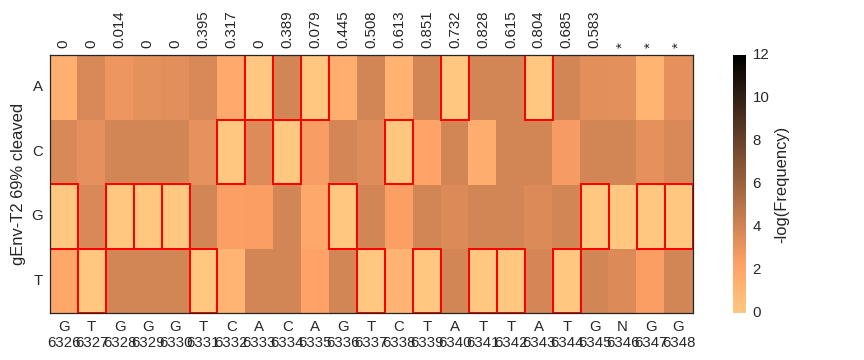 0 0 0.014 0 0 0.395 0.317 0 0.389 0.079 0.445 0.508 0.613 0.851 0.732 0.828 0.615 0.804 0.685 0.583 * * *
12
10
8
6
4
2
0
-log(Frequency)
gEnv-T2 69% cleaved
A
C
G
T
G T G G G T C A C A G T C T A T T A T G N G G
6326 6327 6328 6329 6330 6331 6332 6333 6334 6335 6336 6337 6338 6339 6340 6341 6342 6343 6344 6345 6346 6347 6348